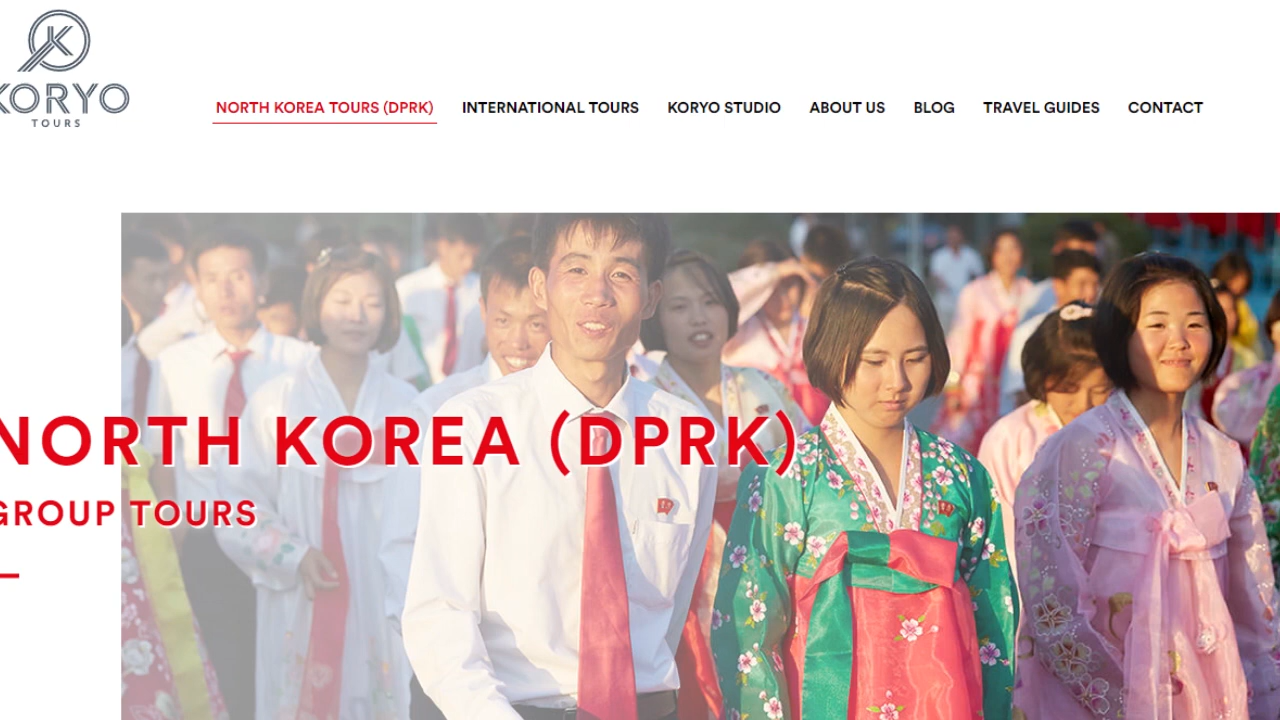 KORYO
TOURS
NORTH KOREA TOURS (DPRK) INTERNATIONAL TOURS KORYO STUDIO ABOUT US BLOG TRAVEL GUIDES CONTACT
NORTH KOREA (DPRK)
GROUP TOURS